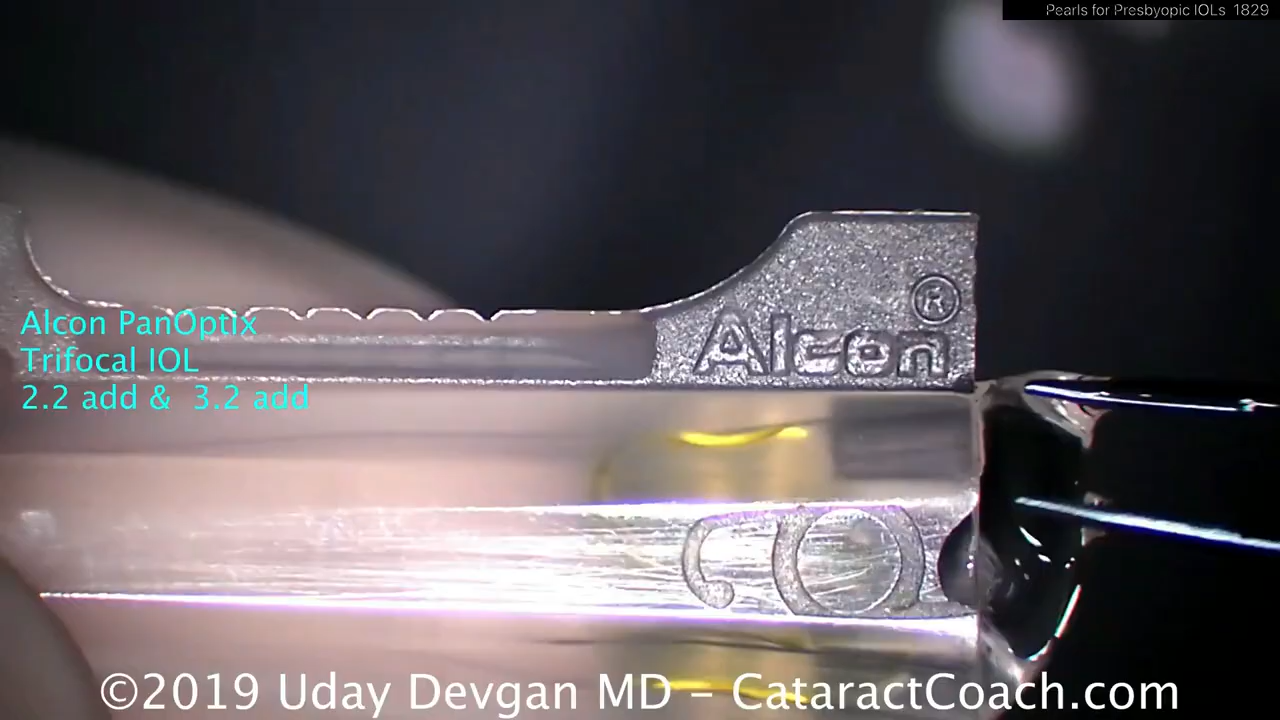 Pearls for Presbyopic IOLs 1829
Alcon®
Alcon PanOptix
Trifocal IOL
2.2 add & 3.2 add
©2019 Uday Devgan MD – CataractCoach.com